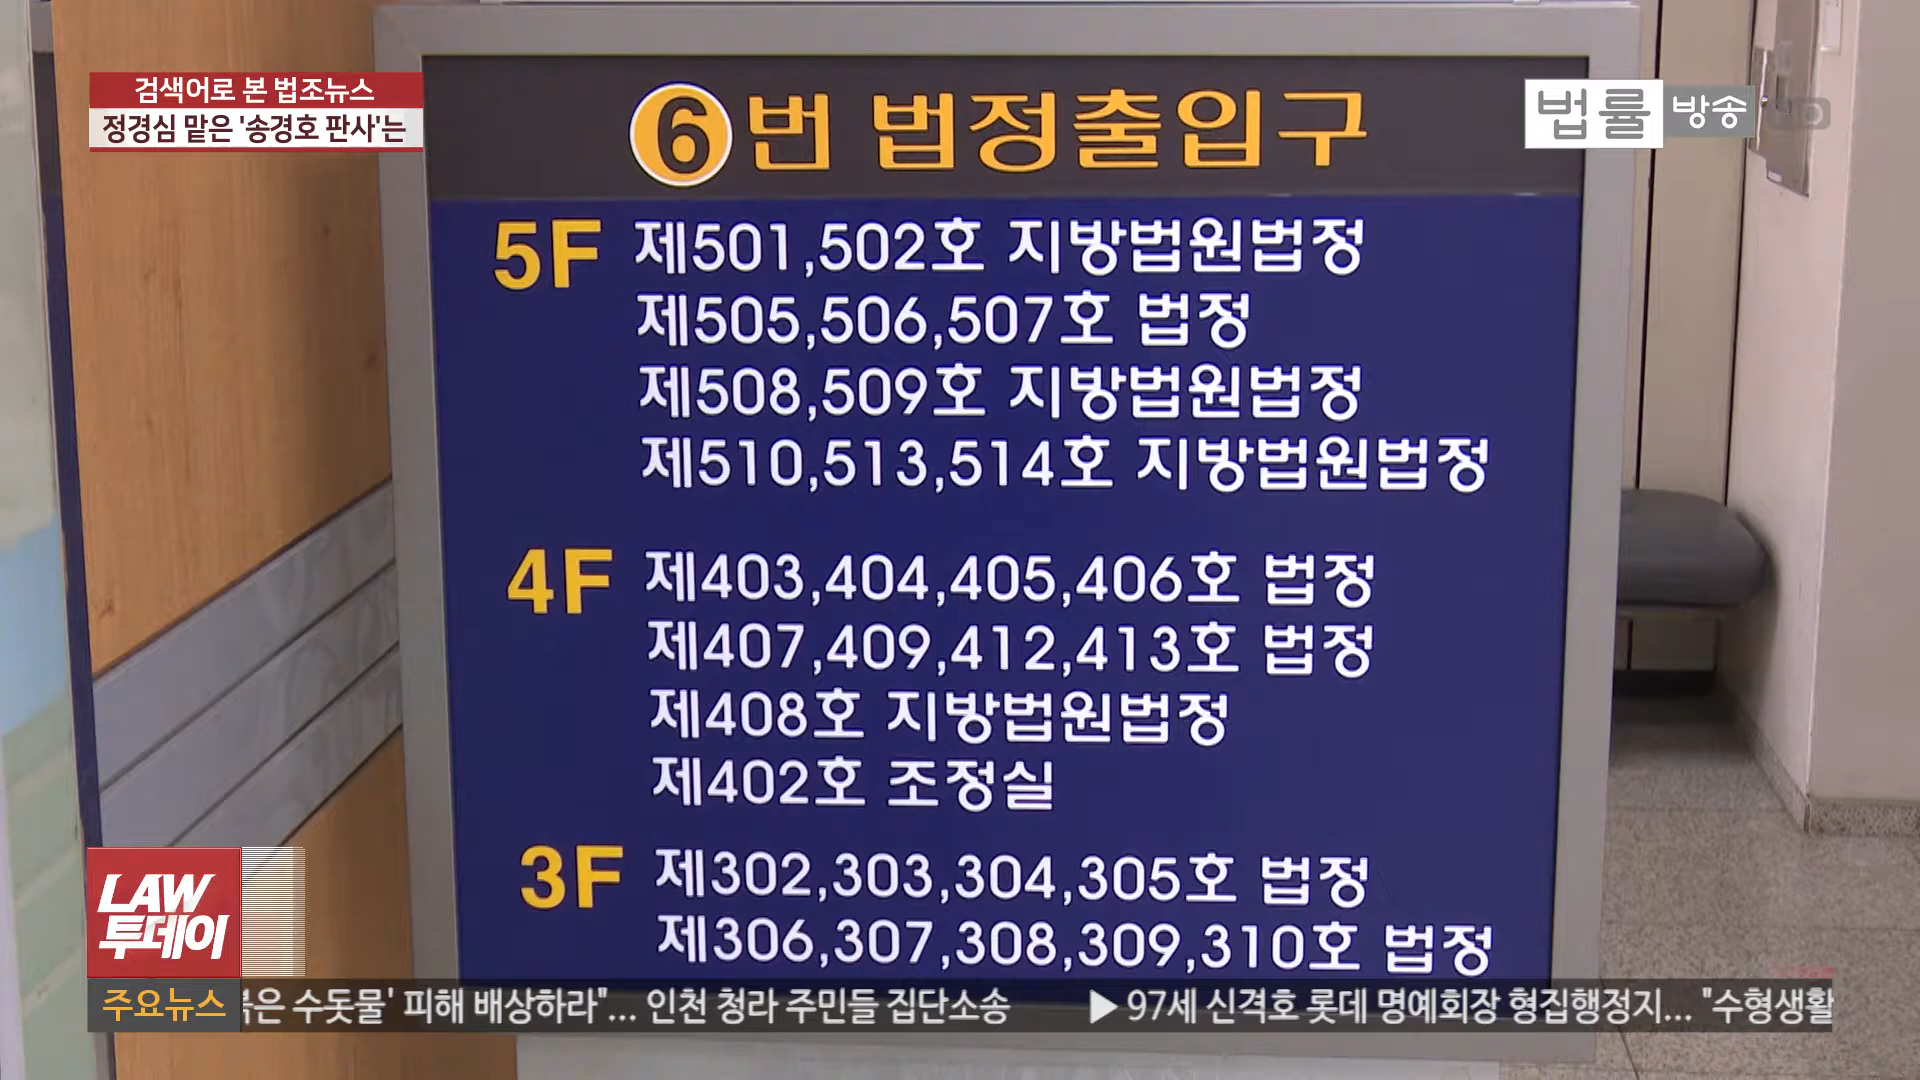 검색어로 본 법조뉴스
정경심 맡은 '송경호 판사'는
법률방송 HD
6번 법정출입구
5F 제501,502호 지방법원법정
제505,506,507호 법정
제508,509호 지방법원법정
제510,513,514호 지방법원법정
4F 제403,404,405,406호 법정
제407,409,412,413호 법정
제408호 지방법원법정
제402호 조정실
3F 제302,303,304,305호 법정
제306,307,308,309,310호 법정
LAW
투데이
주요뉴스 수돗물' 피해 배상하라"... 인천 청라 주민들 집단소송 ▶ 97세 신격호 롯데 명예회장 형집행정지... "수형생활